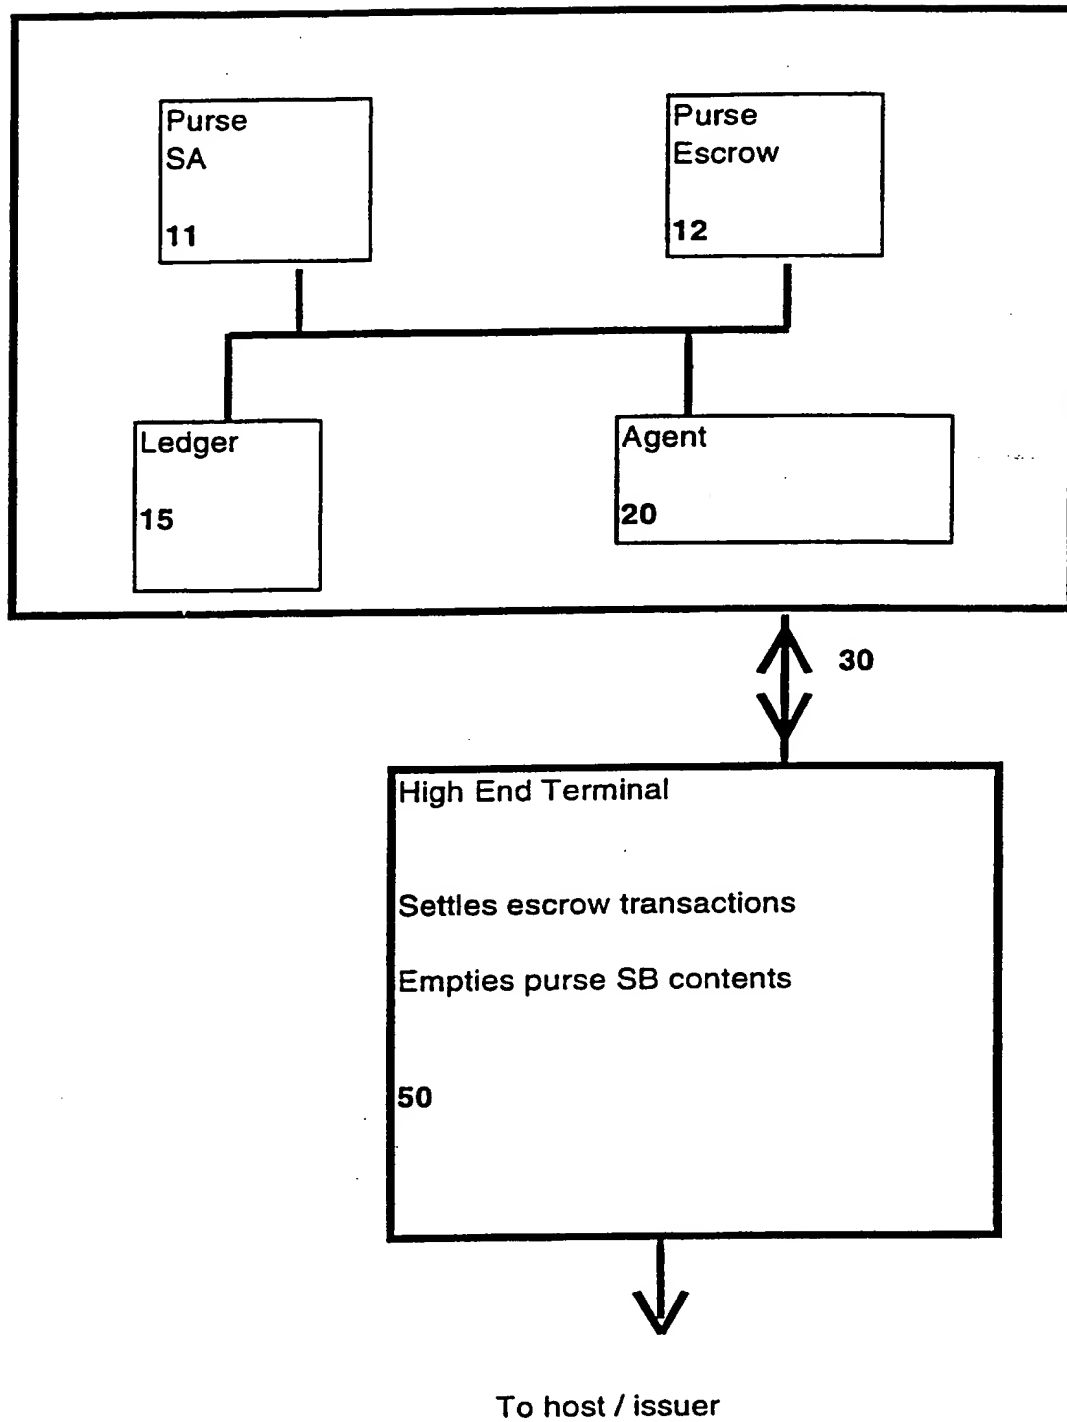 Purse
SA
11
Purse
Escrow
12
Ledger
15
Agent
20
30
High End Terminal
Settles escrow transactions
Empties purse SB contents
50
To host / issuer